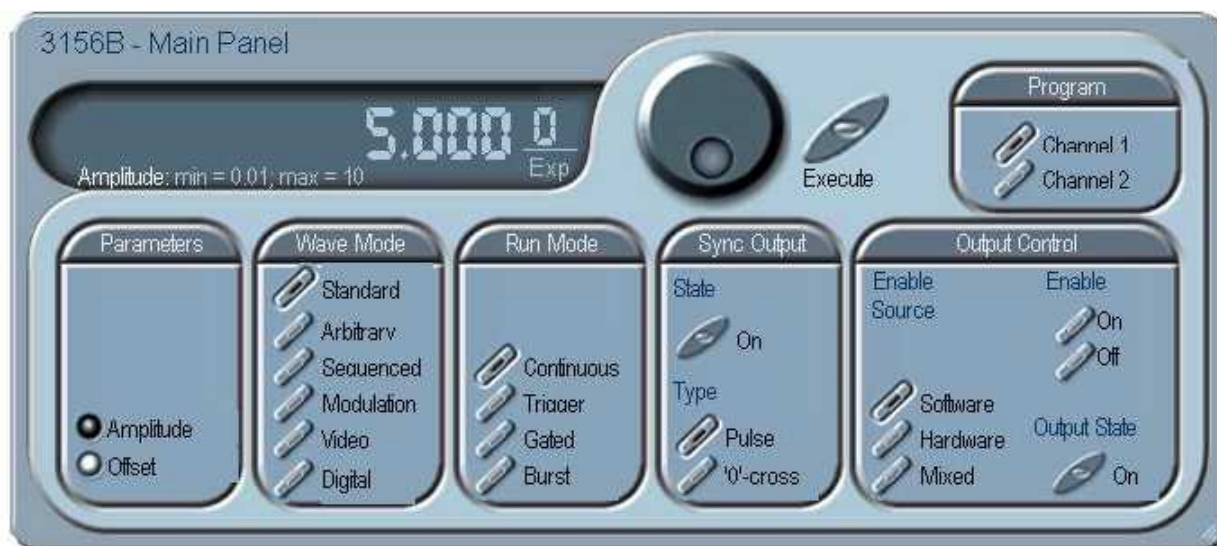 3156B - Main Panel
5.000 0
Exp
Amplitude: min = 0.01; max = 10
Execute
Program
Channel 1
Channel 2
Parameters
Amplitude
Offset
Wave Mode
Standard
Arbitrary
Sequenced
Modulation
Video
Digital
Run Mode
Continuous
Trigger
Gated
Burst
Sync Output
State
On
Type
Pulse
'0'-cross
Output Control
Enable
Source
Software
Hardware
Mixed
Enable
On
Off
Output State
On